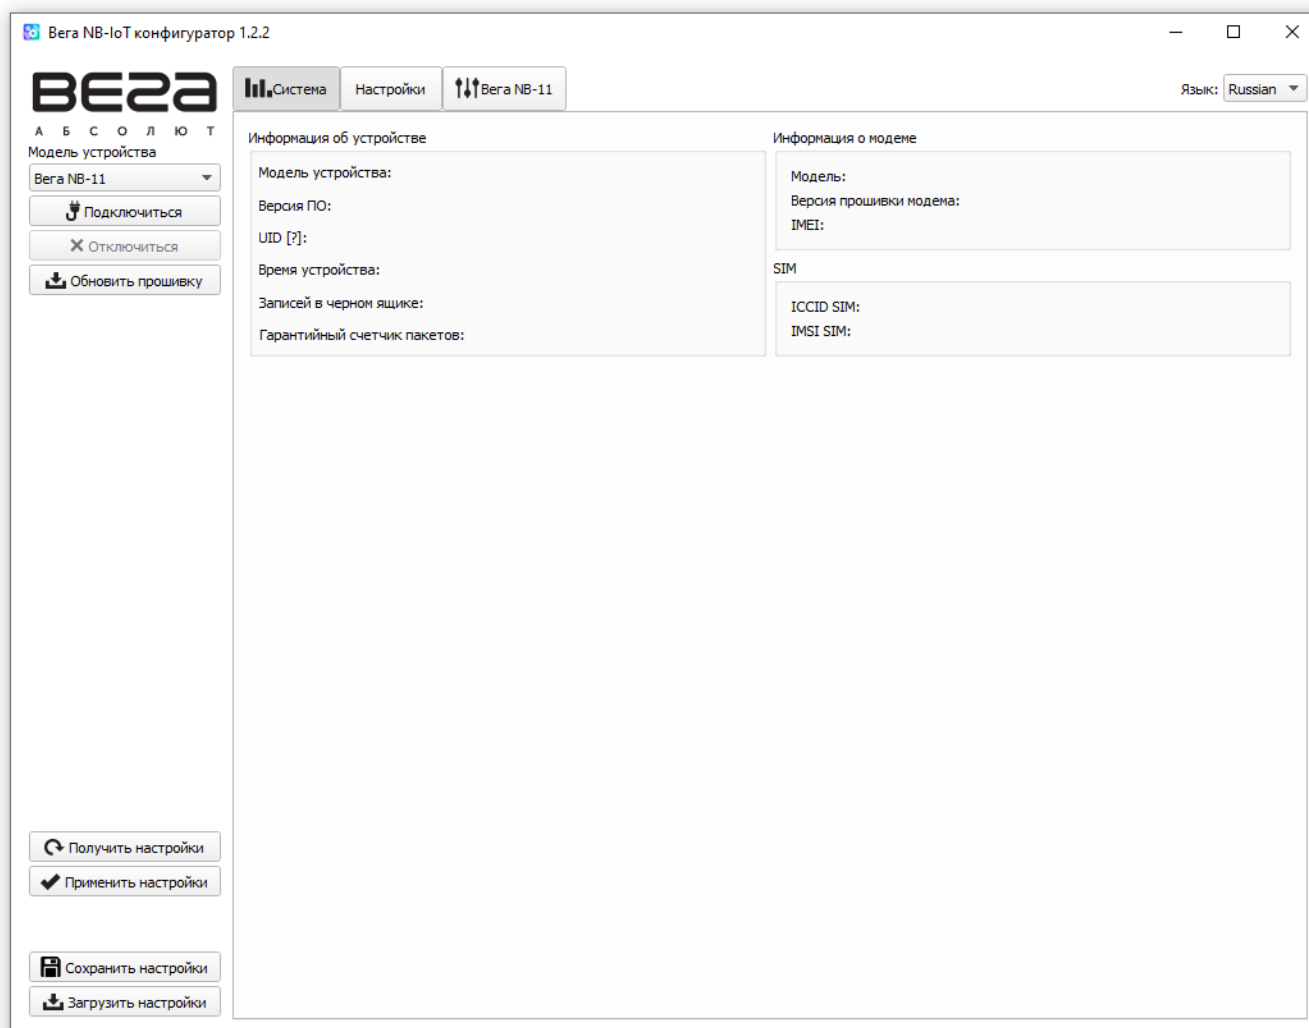 Вега NB-IoT конфигуратор 1.2.2
ВЕГА
АБСОЛЮТ
Система
Настройки
Вега NB-11
Язык:
Russian
Модель устройства
Вега NB-11
Подключиться
Отключиться
Обновить прошивку
Информация об устройстве
Модель устройства:
Версия ПО:
UID [?]:
Время устройства:
Записей в черном ящике:
Гарантийный счетчик пакетов:
Информация о модеме
Модель:
Версия прошивки модема:
IMEI:
SIM
ICCID SIM:
IMSI SIM:
Получить настройки
Применить настройки
Сохранить настройки
Загрузить настройки